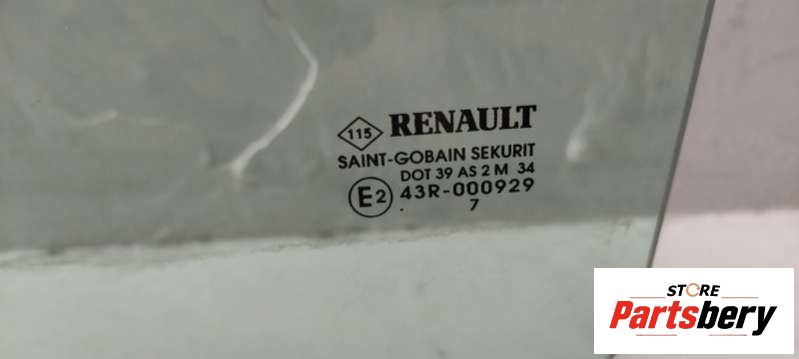 115 RENAULT
SAINT-GOBAIN SEKURIT
DOT 39 AS 2 M 34
E2 43R-000929
. 7
STORE
Partsbery